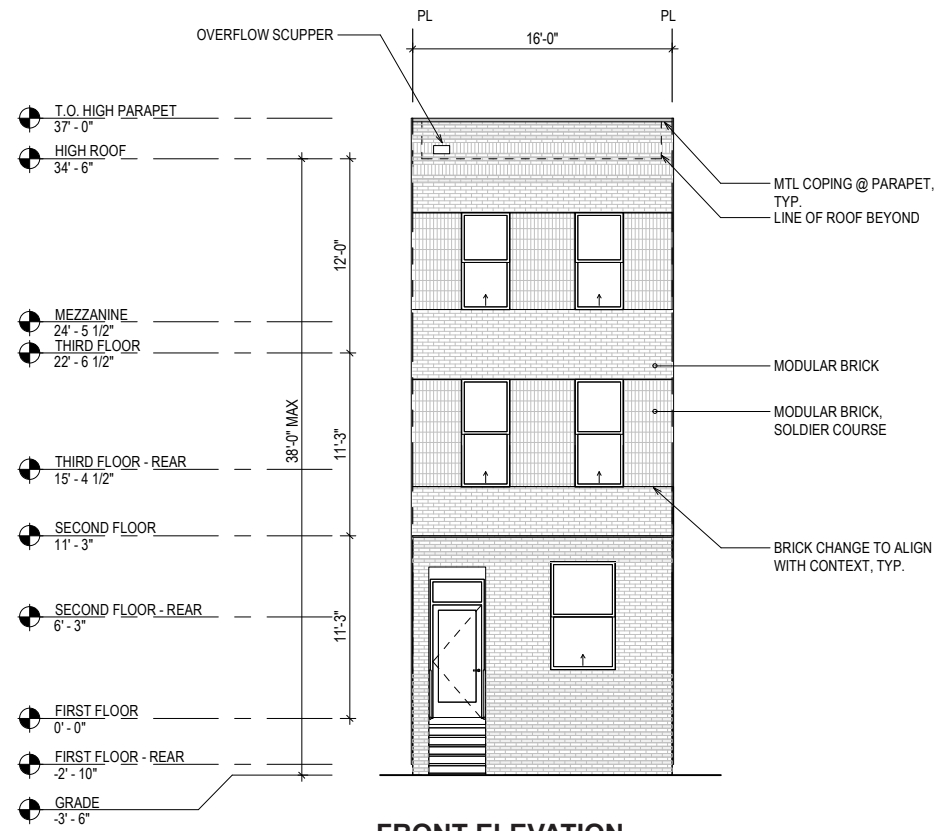 PL
PL
OVERFLOW SCUPPER
16'-0"
T.O. HIGH PARAPET
37' - 0"
HIGH ROOF
34' - 6"
MTL COPING @ PARAPET,
TYP.
LINE OF ROOF BEYOND
12'-0"
MEZZANINE
24' - 5 1/2"
THIRD FLOOR
22' - 6 1/2"
MODULAR BRICK
MODULAR BRICK,
SOLDIER COURSE
38'-0" MAX
11'-3"
THIRD FLOOR - REAR
15' - 4 1/2"
SECOND FLOOR
11' - 3"
BRICK CHANGE TO ALIGN
WITH CONTEXT, TYP.
SECOND FLOOR - REAR
6' - 3"
11'-3"
FIRST FLOOR
0' - 0"
FIRST FLOOR - REAR
-2' - 10"
GRADE
-3' - 6"
FRONT ELEVATION